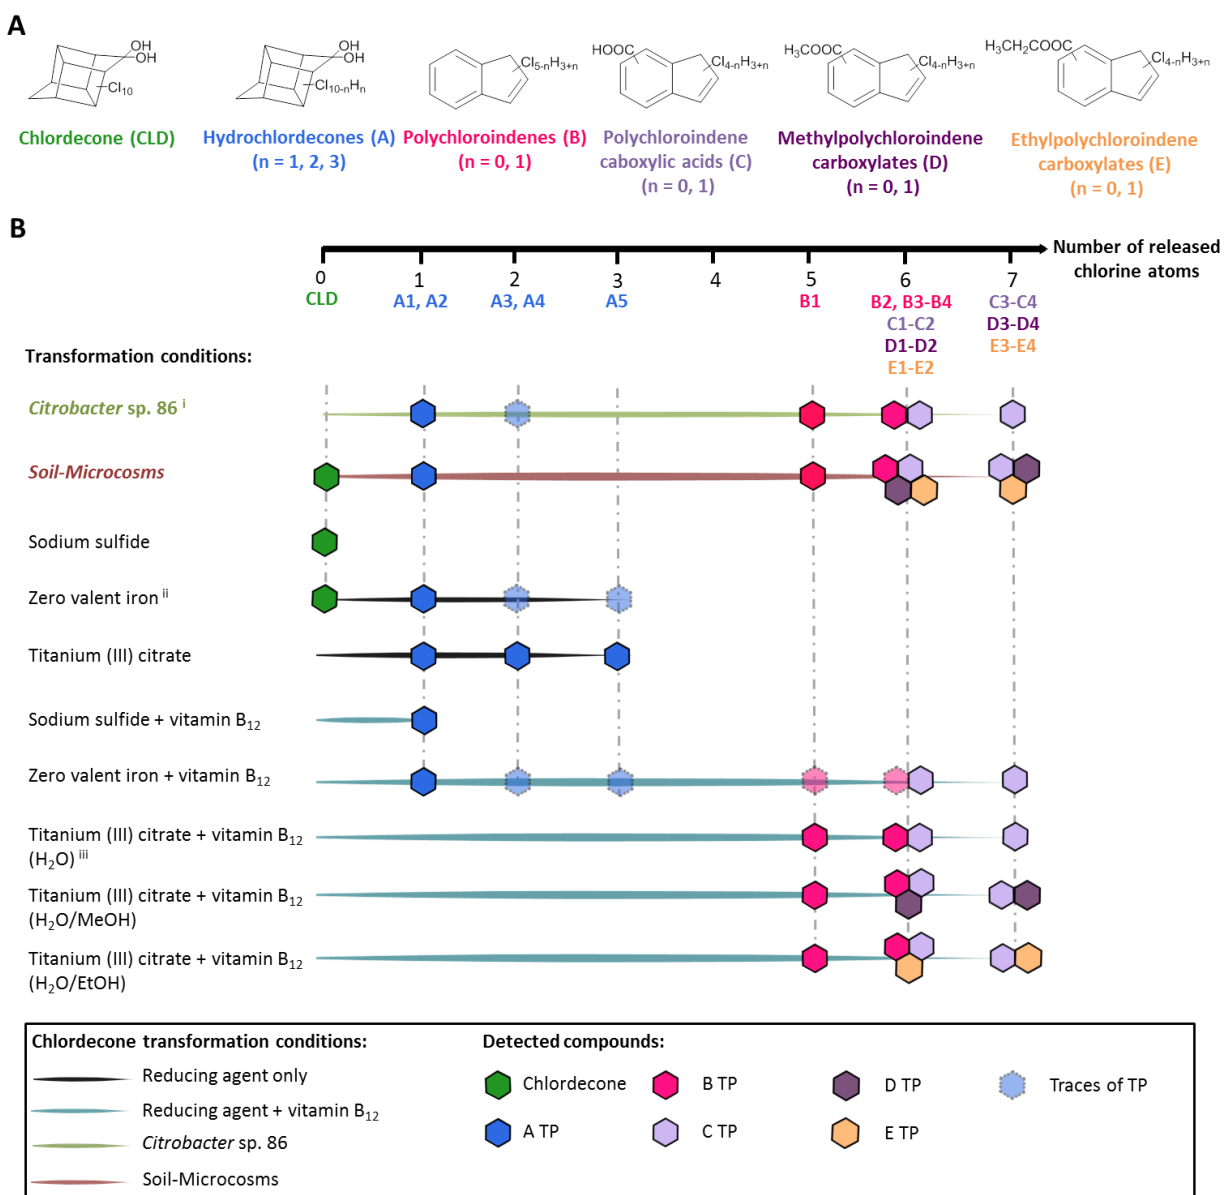 A
OH
OH
Cl10
OH
OH
Cl10-nHn
Cl5-nH3+n
HOOC
Cl4-nH3+n
H3COOC
Cl4-nH3+n
H3CH2COOC
Cl4-nH3+n
Chlordecone (CLD)
Hydrochlordecones (A)
(n = 1, 2, 3)
Polychloroindenes (B)
(n = 0, 1)
Polychloroindene
caboxylic acids (C)
(n = 0, 1)
Methylpolychloroindene
carboxylates (D)
(n = 0, 1)
Ethylpolychloroindene
carboxylates (E)
(n = 0, 1)
B
Number of released
chlorine atoms
0 1 2 3 4 5 6 7
CLD A1, A2 A3, A4 A5 B1 B2, B3-B4 C3-C4
C1-C2 D3-D4
D1-D2 E3-E4
E1-E2
Transformation conditions:
Citrobacter sp. 86 i
Soil-Microcosms
Sodium sulfide
Zero valent iron ii
Titanium (III) citrate
Sodium sulfide + vitamin B12
Zero valent iron + vitamin B12
Titanium (III) citrate + vitamin B12
(H2O) iii
Titanium (III) citrate + vitamin B12
(H2O/MeOH)
Titanium (III) citrate + vitamin B12
(H2O/EtOH)
Chlordecone transformation conditions:
Reducing agent only
Reducing agent + vitamin B12
Citrobacter sp. 86
Soil-Microcosms
Detected compounds:
Chlordecone B TP D TP Traces of TP
A TP C TP E TP